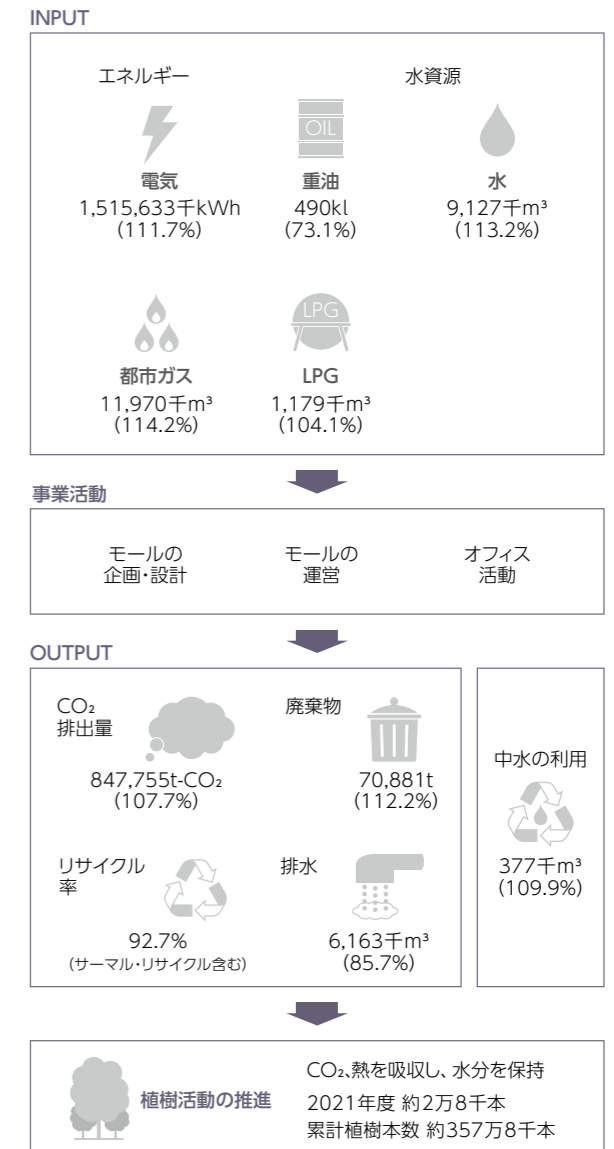 INPUT
エネルギー
水資源
OIL
電気
1,515,633千kWh
(111.7%)
重油
490kl
(73.1%)
水
9,127千m³
(113.2%)
LPG
都市ガス
11,970千m³
(114.2%)
LPG
1,179千m³
(104.1%)
事業活動
モールの
企画・設計
モールの
運営
オフィス
活動
OUTPUT
CO₂
排出量
847,755t-CO₂
(107.7%)
廃棄物
70,881t
(112.2%)
リサイクル
率
92.7%
(サーマル・リサイクル含む)
排水
6,163千m³
(85.7%)
中水の利用
377千m³
(109.9%)
植樹活動の推進
CO₂、熱を吸収し、水分を保持
2021年度 約2万8千本
累計植樹本数 約357万8千本